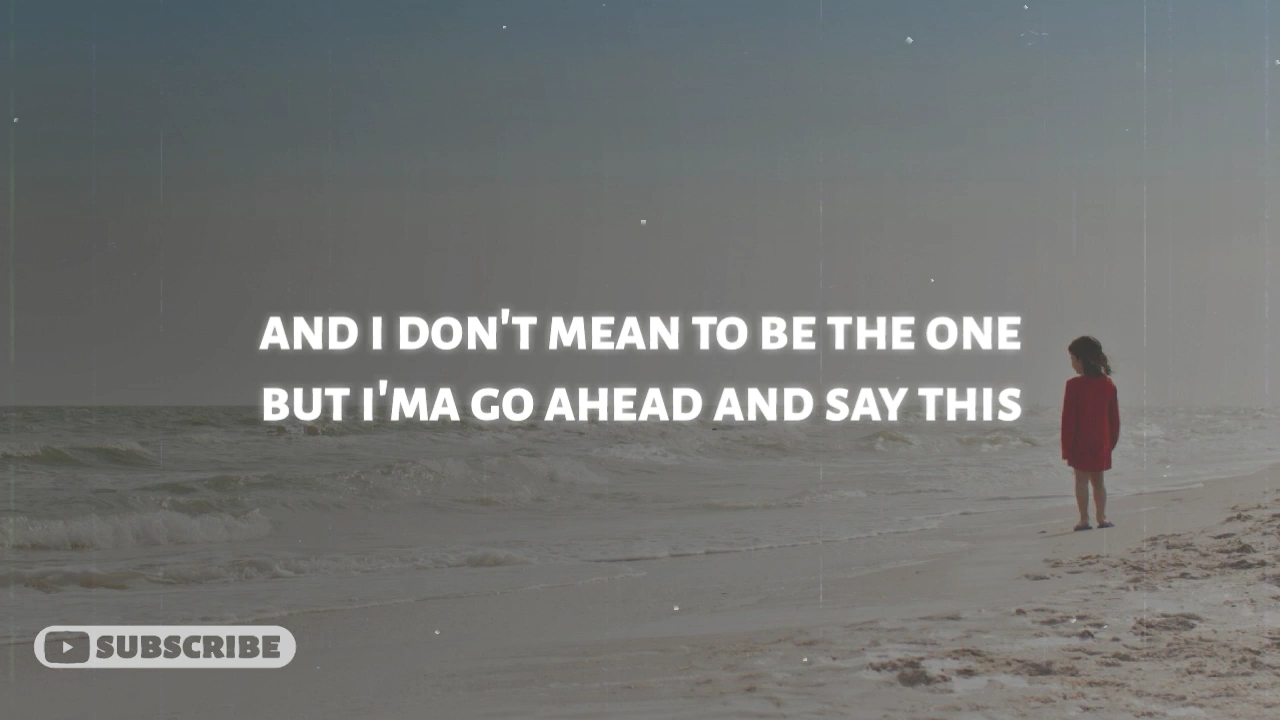 AND I DON'T MEAN TO BE THE ONE
BUT I'MA GO AHEAD AND SAY THIS
SUBSCRIBE